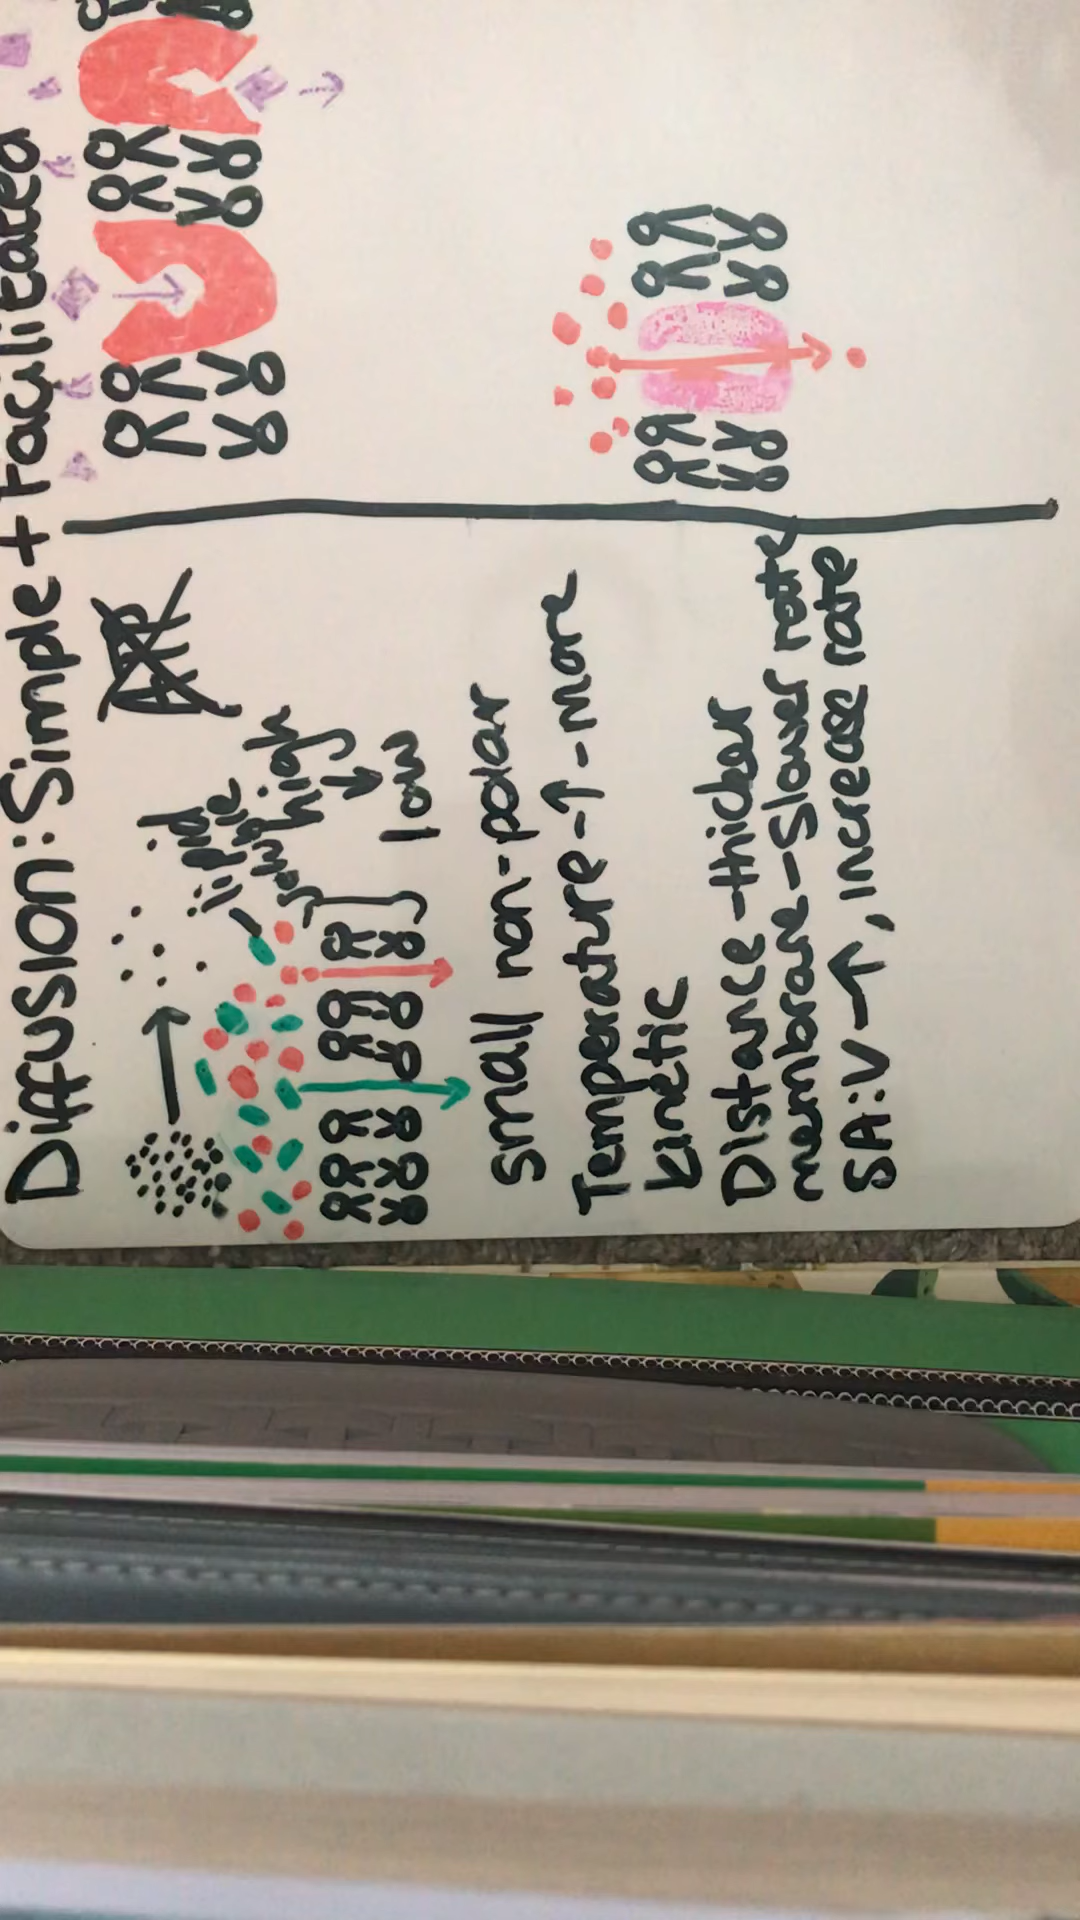 Diffusion: Simple + Facilitated
ATP
lipid
soluble
high
↓
low
small non-polar
Temperature - ↑ - more
kinetic
Distance - thicker
membrane - slower rate
SA:V → ↑, increase rate